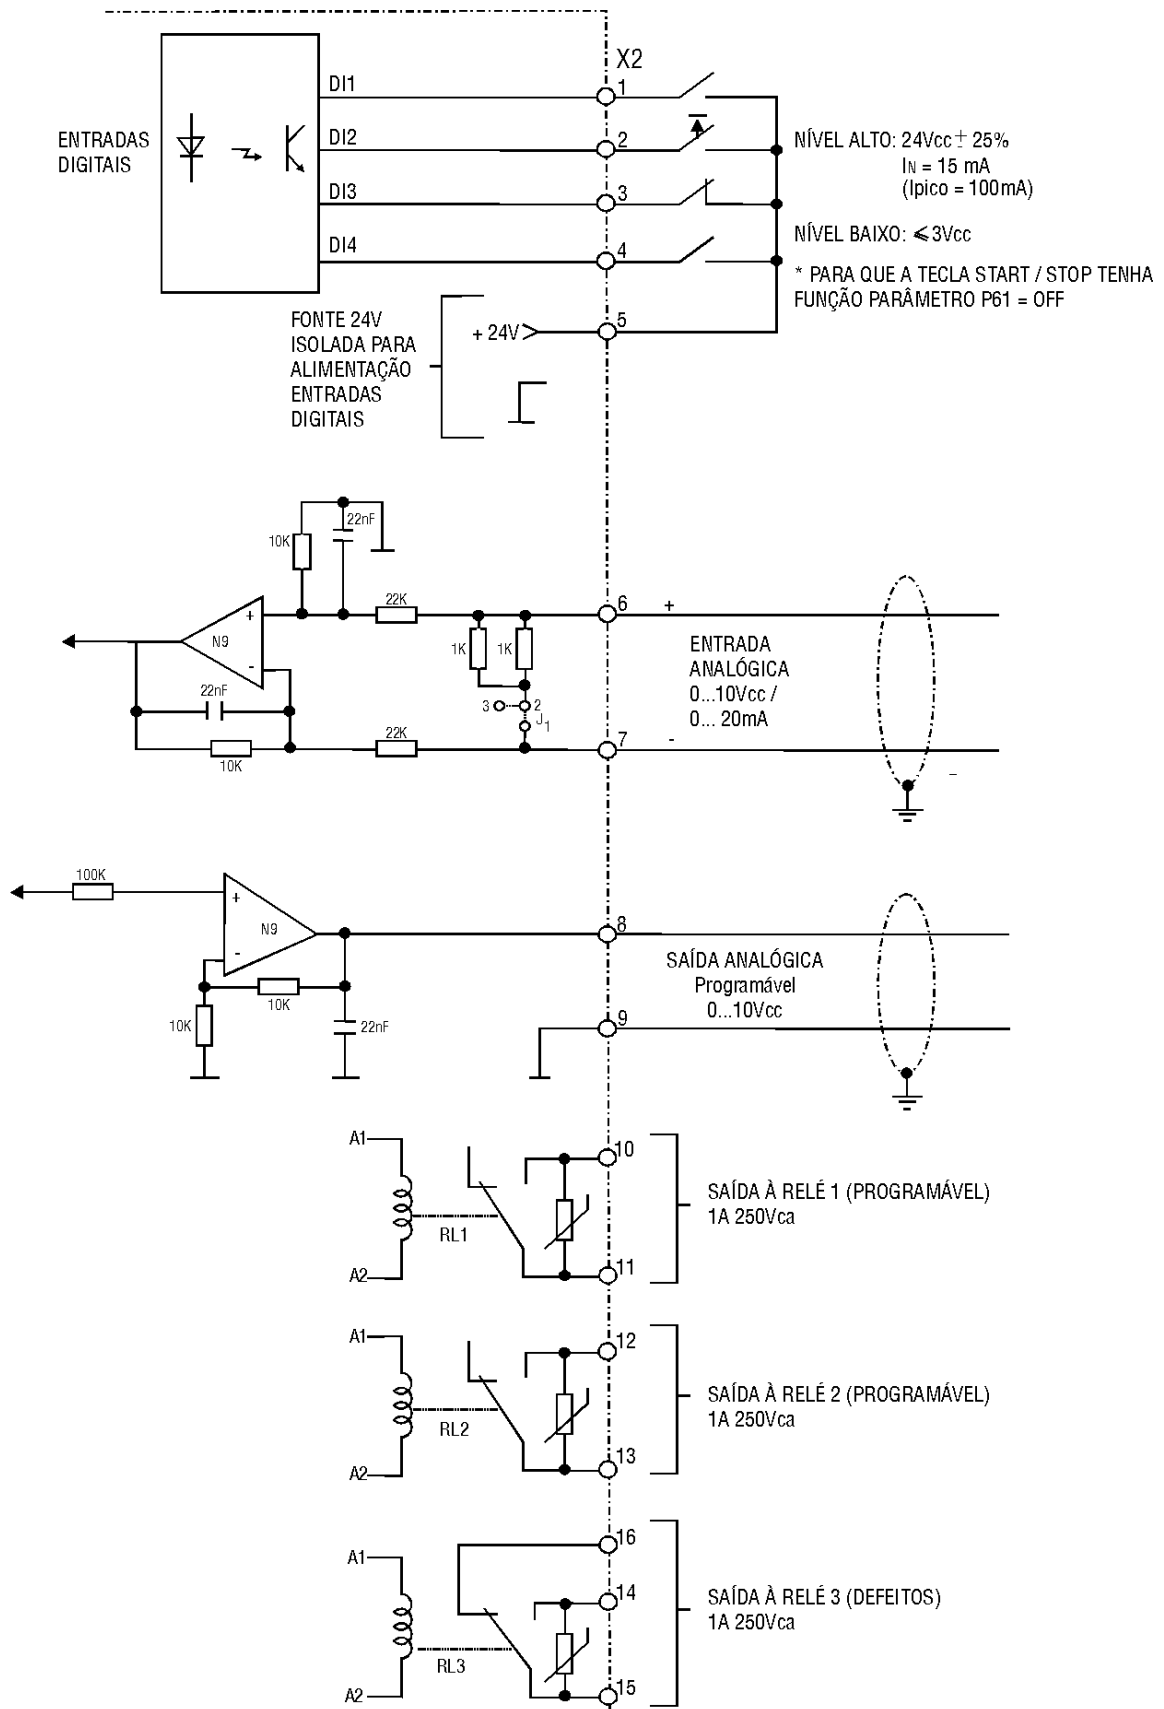 X2
DI1
1
ENTRADAS
DIGITAIS
DI2
2
DI3
3
DI4
4
NÍVEL ALTO: 24Vcc ± 25%
IN = 15 mA
(Ipico = 100mA)
NÍVEL BAIXO: ⩽ 3Vcc
* PARA QUE A TECLA START / STOP TENHA
FUNÇÃO PARÂMETRO P61 = OFF
FONTE 24V
ISOLADA PARA
ALIMENTAÇÃO
ENTRADAS
DIGITAIS
+ 24V
5
10K
22nF
22K
6
+
+
N9
-
1K
1K
3
2
J1
22nF
10K
22K
7
-
ENTRADA
ANALÓGICA
0...10Vcc /
0... 20mA
–
100K
+
N9
-
8
10K
10K
22nF
SAÍDA ANALÓGICA
Programável
0...10Vcc
9
A1
10
RL1
A2
11
SAÍDA À RELÉ 1 (PROGRAMÁVEL)
1A 250Vca
A1
12
RL2
A2
13
SAÍDA À RELÉ 2 (PROGRAMÁVEL)
1A 250Vca
16
A1
14
RL3
A2
15
SAÍDA À RELÉ 3 (DEFEITOS)
1A 250Vca